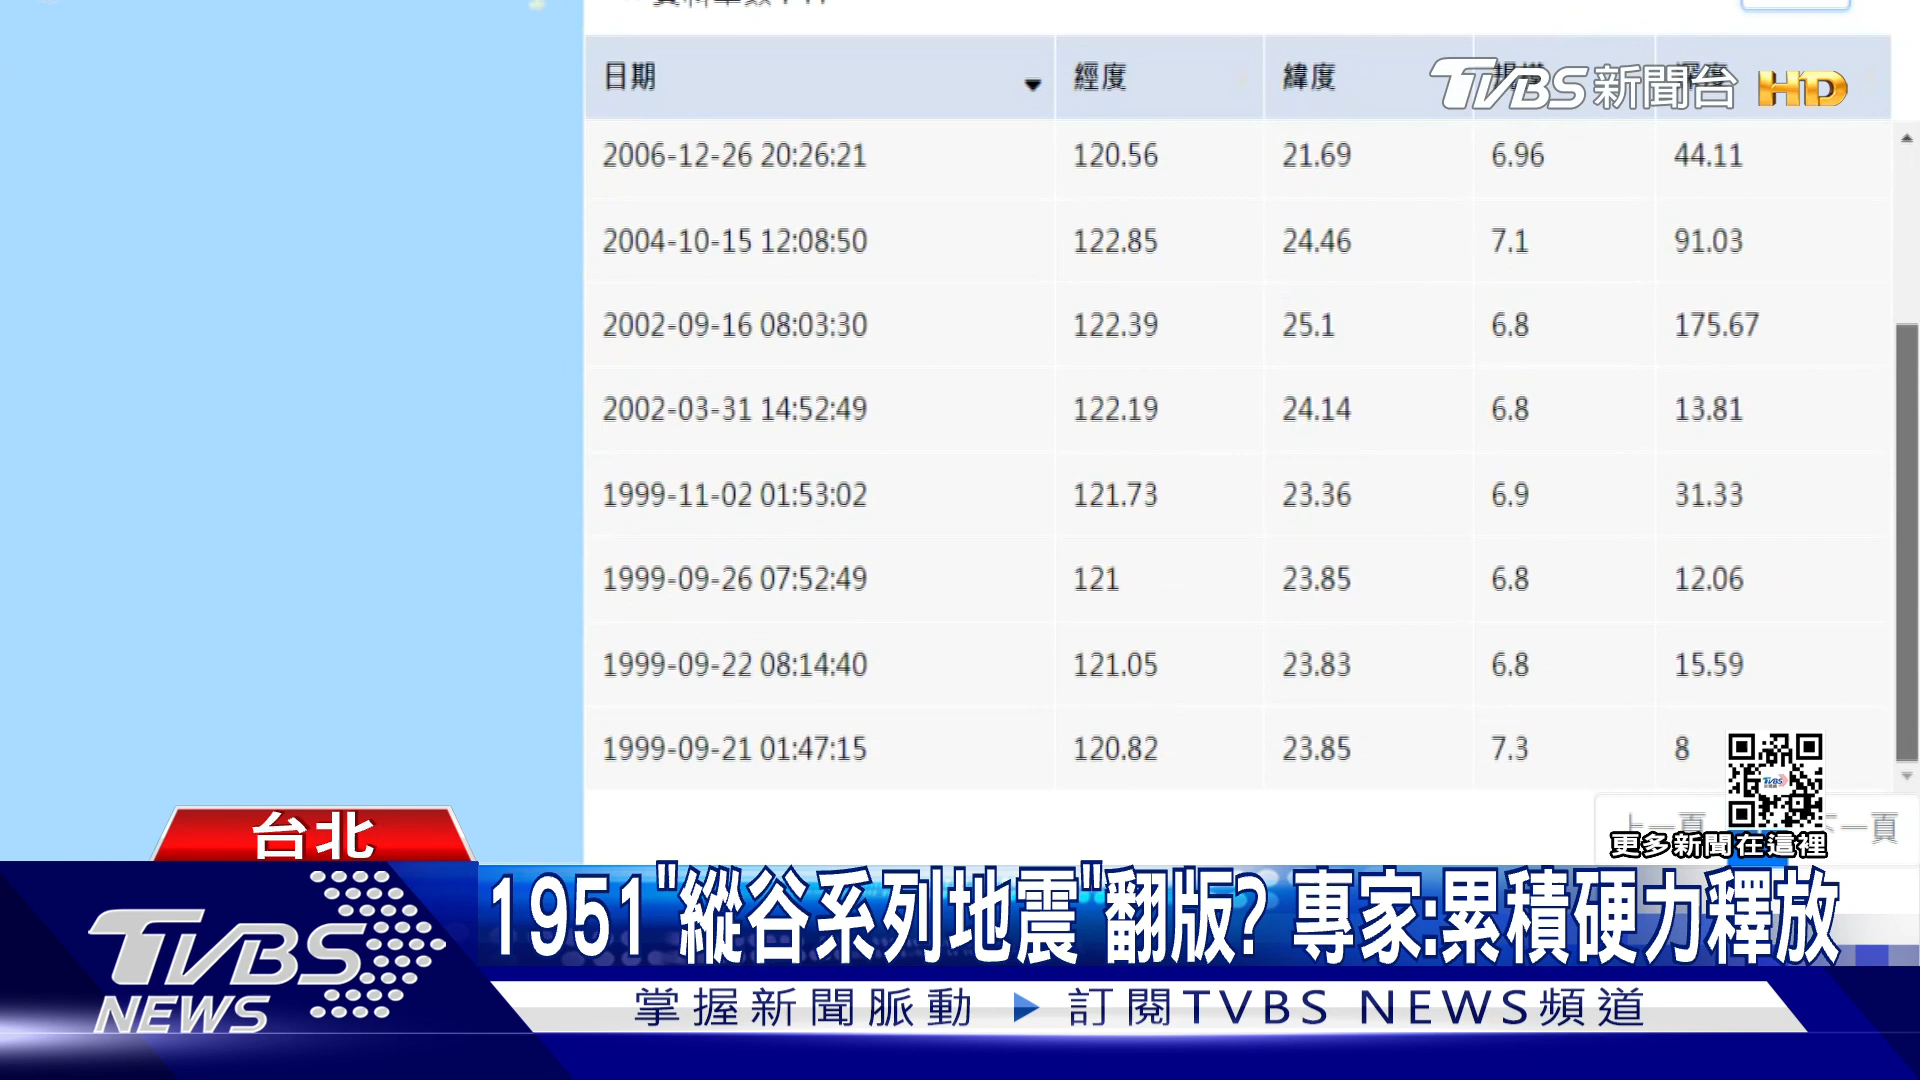 日期 經度 緯度
TVBS新聞台 HD
2006-12-26 20:26:21 120.56 21.69 6.96 44.11
2004-10-15 12:08:50 122.85 24.46 7.1 91.03
2002-09-16 08:03:30 122.39 25.1 6.8 175.67
2002-03-31 14:52:49 122.19 24.14 6.8 13.81
1999-11-02 01:53:02 121.73 23.36 6.9 31.33
1999-09-26 07:52:49 121 23.85 6.8 12.06
1999-09-22 08:14:40 121.05 23.83 6.8 15.59
1999-09-21 01:47:15 120.82 23.85 7.3 8
上一頁 下一頁
更多新聞在這裡
台北
1951"縱谷系列地震"翻版? 專家:累積硬力釋放
TVBS
NEWS
掌握新聞脈動 ▶ 訂閱TVBS NEWS頻道